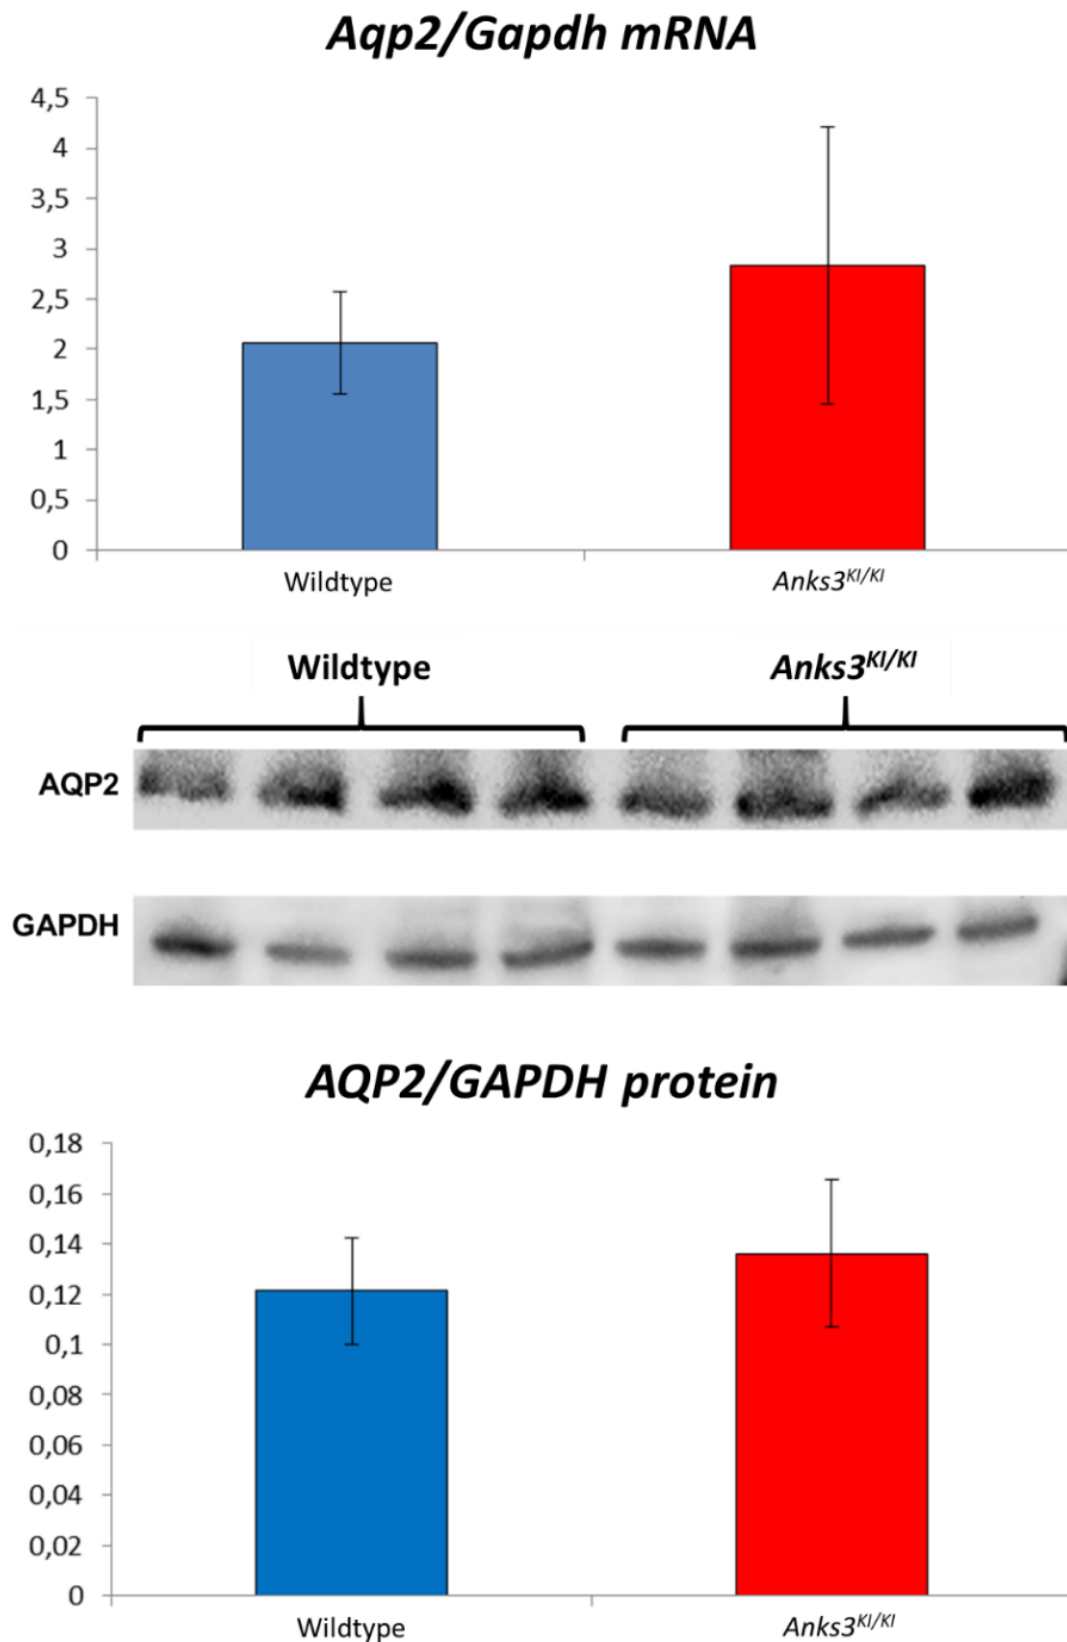 Aqp2/Gapdh mRNA
4,5
4
3,5
3
2,5
2
1,5
1
0,5
0
Wildtype Anks3KI/KI
Wildtype Anks3KI/KI
AQP2
GAPDH
AQP2/GAPDH protein
0,18
0,16
0,14
0,12
0,1
0,08
0,06
0,04
0,02
0
Wildtype Anks3KI/KI